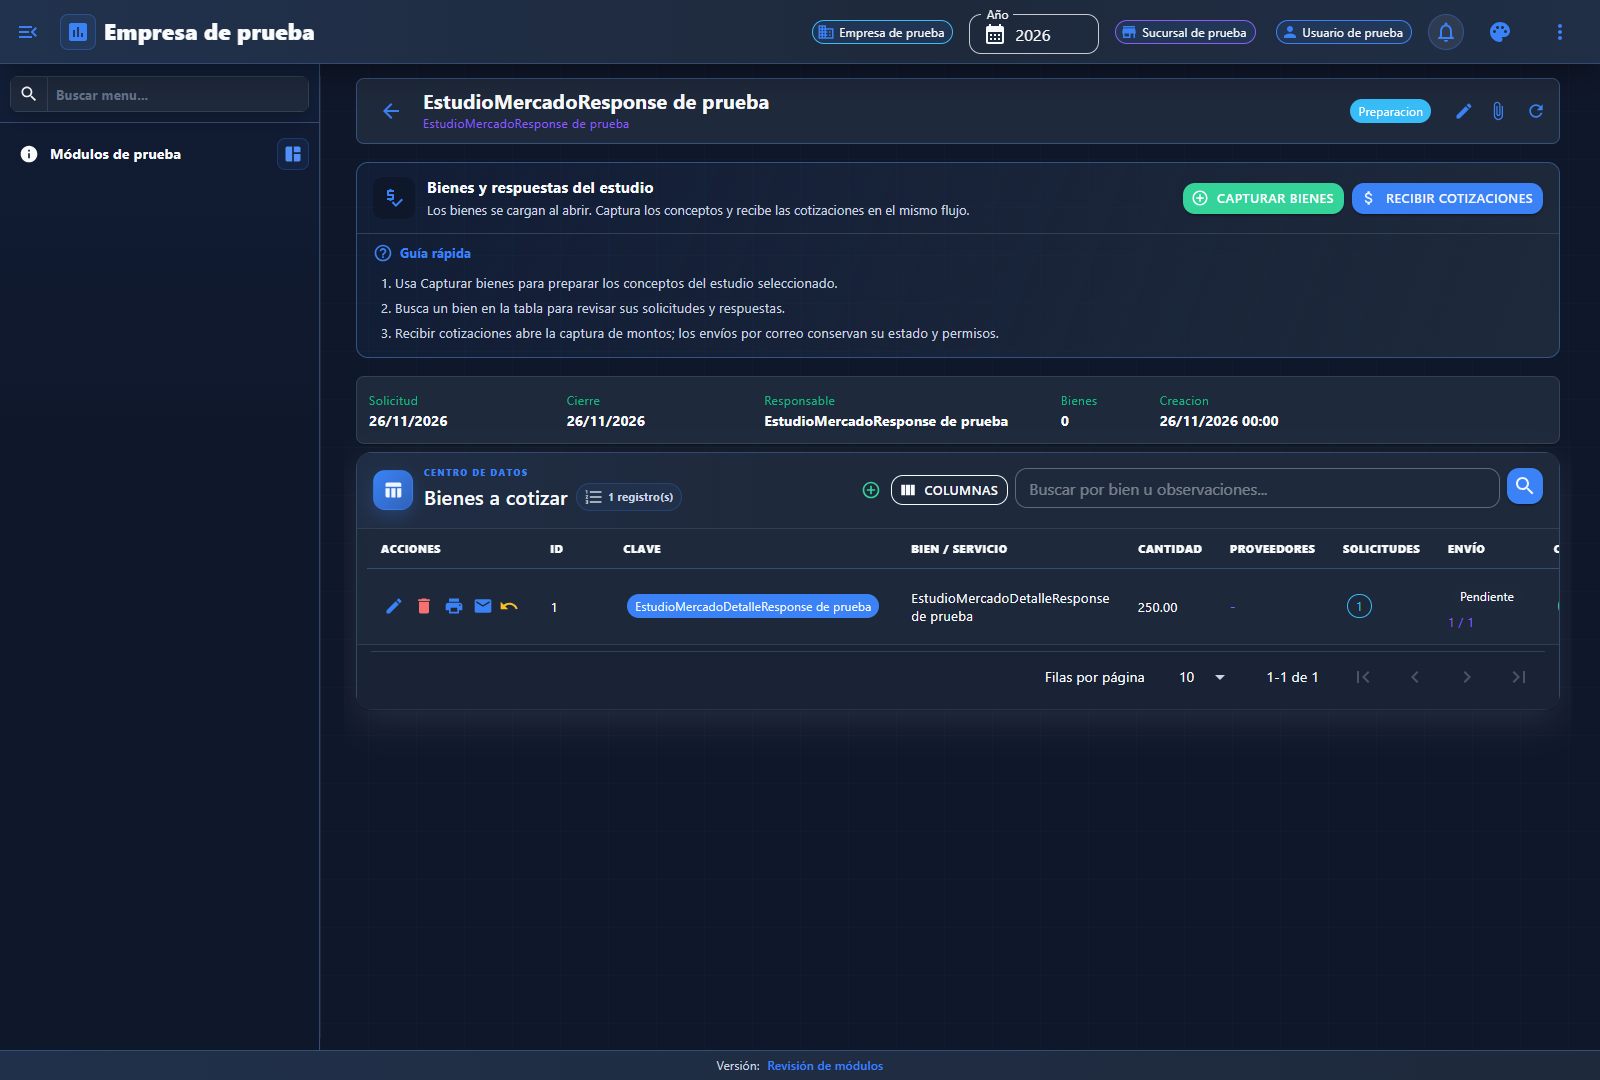 Empresa de prueba
Empresa de prueba
Año
2026
Sucursal de prueba
Usuario de prueba
Buscar menu...
Módulos de prueba
EstudioMercadoResponse de prueba
EstudioMercadoResponse de prueba
Preparacion
Bienes y respuestas del estudio
Los bienes se cargan al abrir. Captura los conceptos y recibe las cotizaciones en el mismo flujo.
CAPTURAR BIENES
RECIBIR COTIZACIONES
Guía rápida
1. Usa Capturar bienes para preparar los conceptos del estudio seleccionado.
2. Busca un bien en la tabla para revisar sus solicitudes y respuestas.
3. Recibir cotizaciones abre la captura de montos; los envíos por correo conservan su estado y permisos.
Solicitud Cierre Responsable Bienes Creacion
26/11/2026 26/11/2026 EstudioMercadoResponse de prueba 0 26/11/2026 00:00
CENTRO DE DATOS
Bienes a cotizar
1 registro(s)
COLUMNAS
Buscar por bien u observaciones...
ACCIONES ID CLAVE BIEN / SERVICIO CANTIDAD PROVEEDORES SOLICITUDES ENVÍO
1 EstudioMercadoDetalleResponse de prueba EstudioMercadoDetalleResponse de prueba 250.00 - 1 Pendiente
1 / 1
Filas por página 10 1-1 de 1
Versión: Revisión de módulos